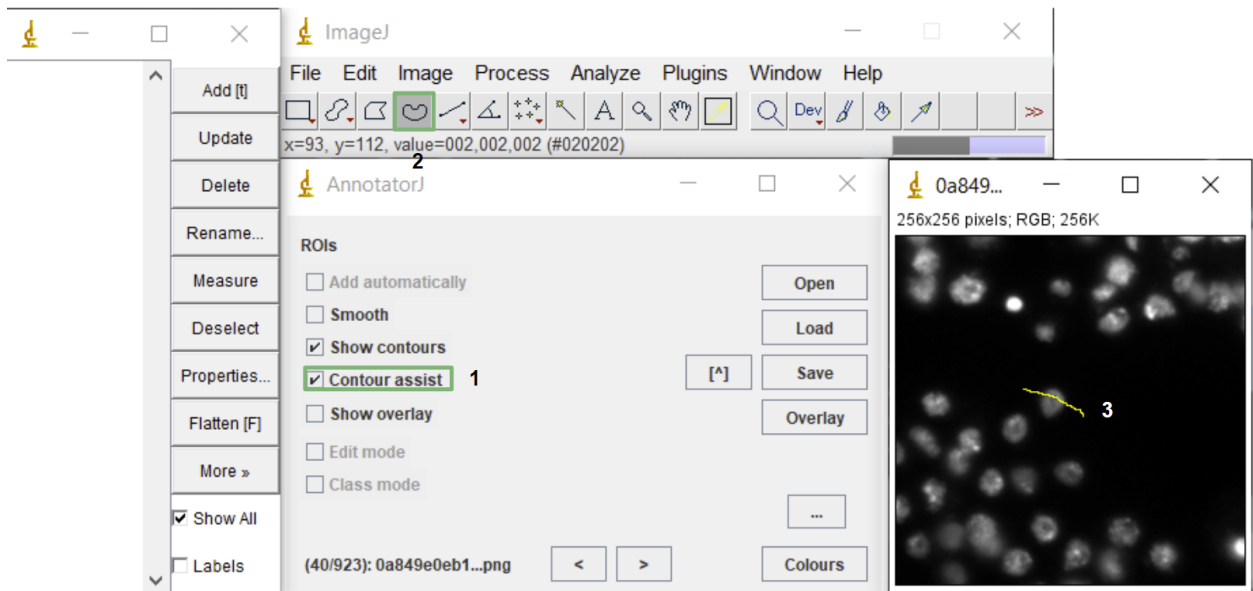 ImageJ
File Edit Image Process Analyze Plugins Window Help
A Dev >>
x=93, y=112, value=002,002,002 (#020202)
2
Add [t]
Update
Delete
Rename...
Measure
Deselect
Properties...
Flatten [F]
More »
Show All
Labels
AnnotatorJ
ROIs
Add automatically
Smooth
Show contours
Contour assist 1
Show overlay
Edit mode
Class mode
Open
Load
[^] Save
Overlay
...
(40/923): 0a849e0eb1...png < > Colours
0a849...
256x256 pixels; RGB; 256K
3